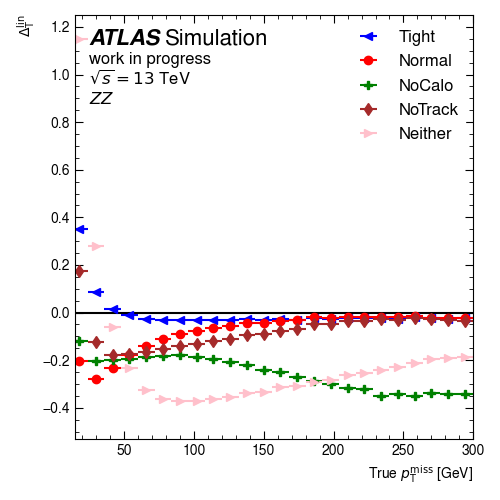 Δ_T^lin
ATLAS Simulation
work in progress
√s = 13 TeV
ZZ
Tight
Normal
NoCalo
NoTrack
Neither
1.2
1.0
0.8
0.6
0.4
0.2
0.0
−0.2
−0.4
50 100 150 200 250 300
True p_T^miss [GeV]